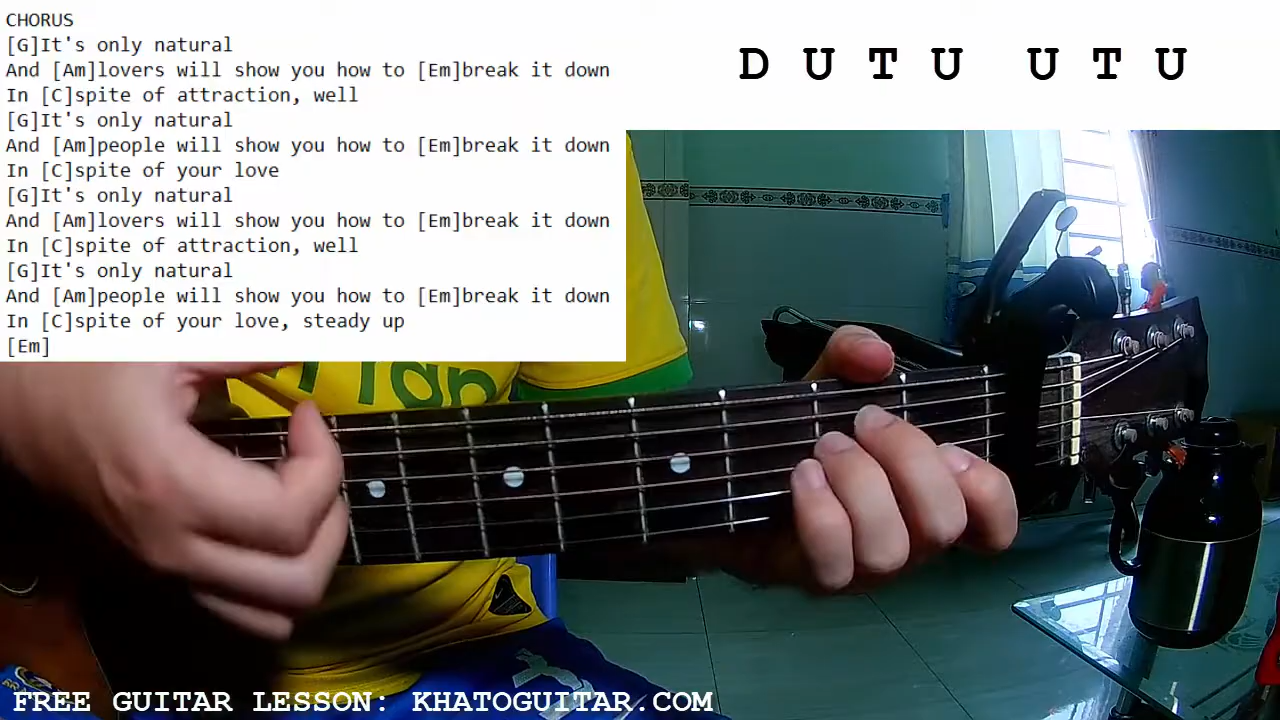 CHORUS
[G]It's only natural
And [Am]lovers will show you how to [Em]break it down
In [C]spite of attraction, well
[G]It's only natural
And [Am]people will show you how to [Em]break it down
In [C]spite of your love
[G]It's only natural
And [Am]lovers will show you how to [Em]break it down
In [C]spite of attraction, well
[G]It's only natural
And [Am]people will show you how to [Em]break it down
In [C]spite of your love, steady up
[Em]
D U T U U T U
FREE GUITAR LESSON: KHATOGUITAR.COM